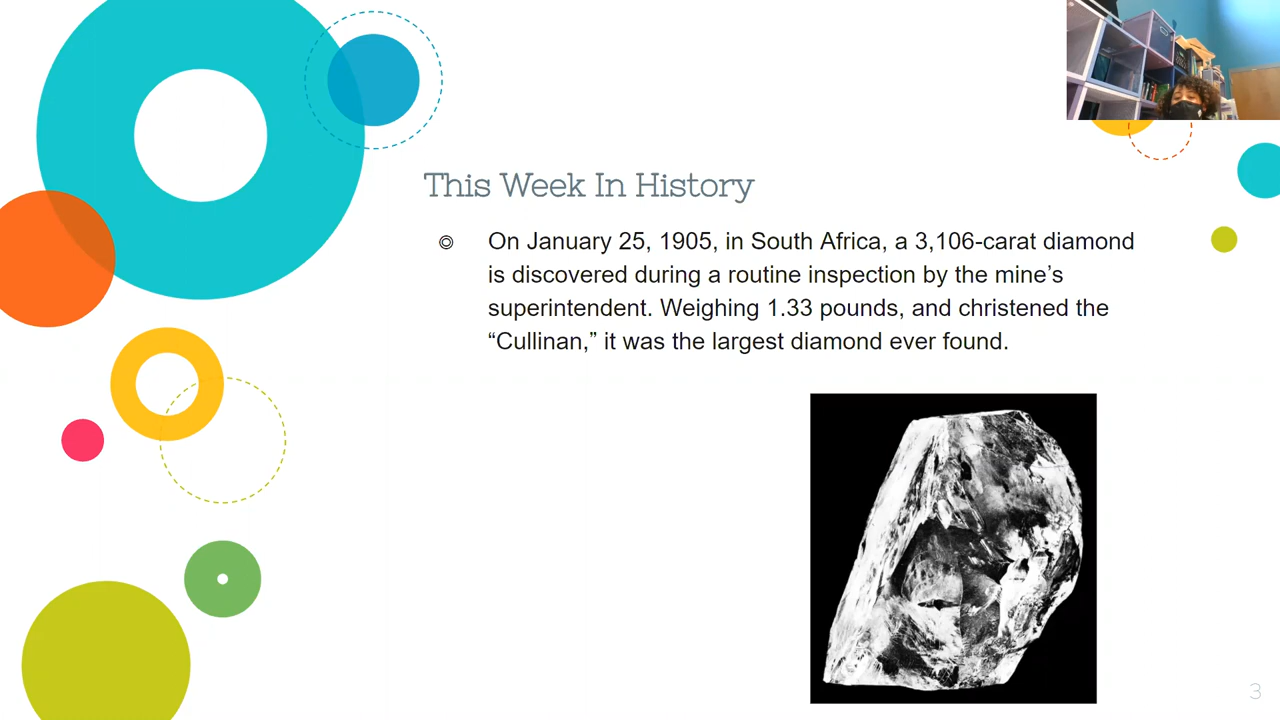 This Week In History
On January 25, 1905, in South Africa, a 3,106-carat diamond
is discovered during a routine inspection by the mine’s
superintendent. Weighing 1.33 pounds, and christened the
“Cullinan,” it was the largest diamond ever found.
3